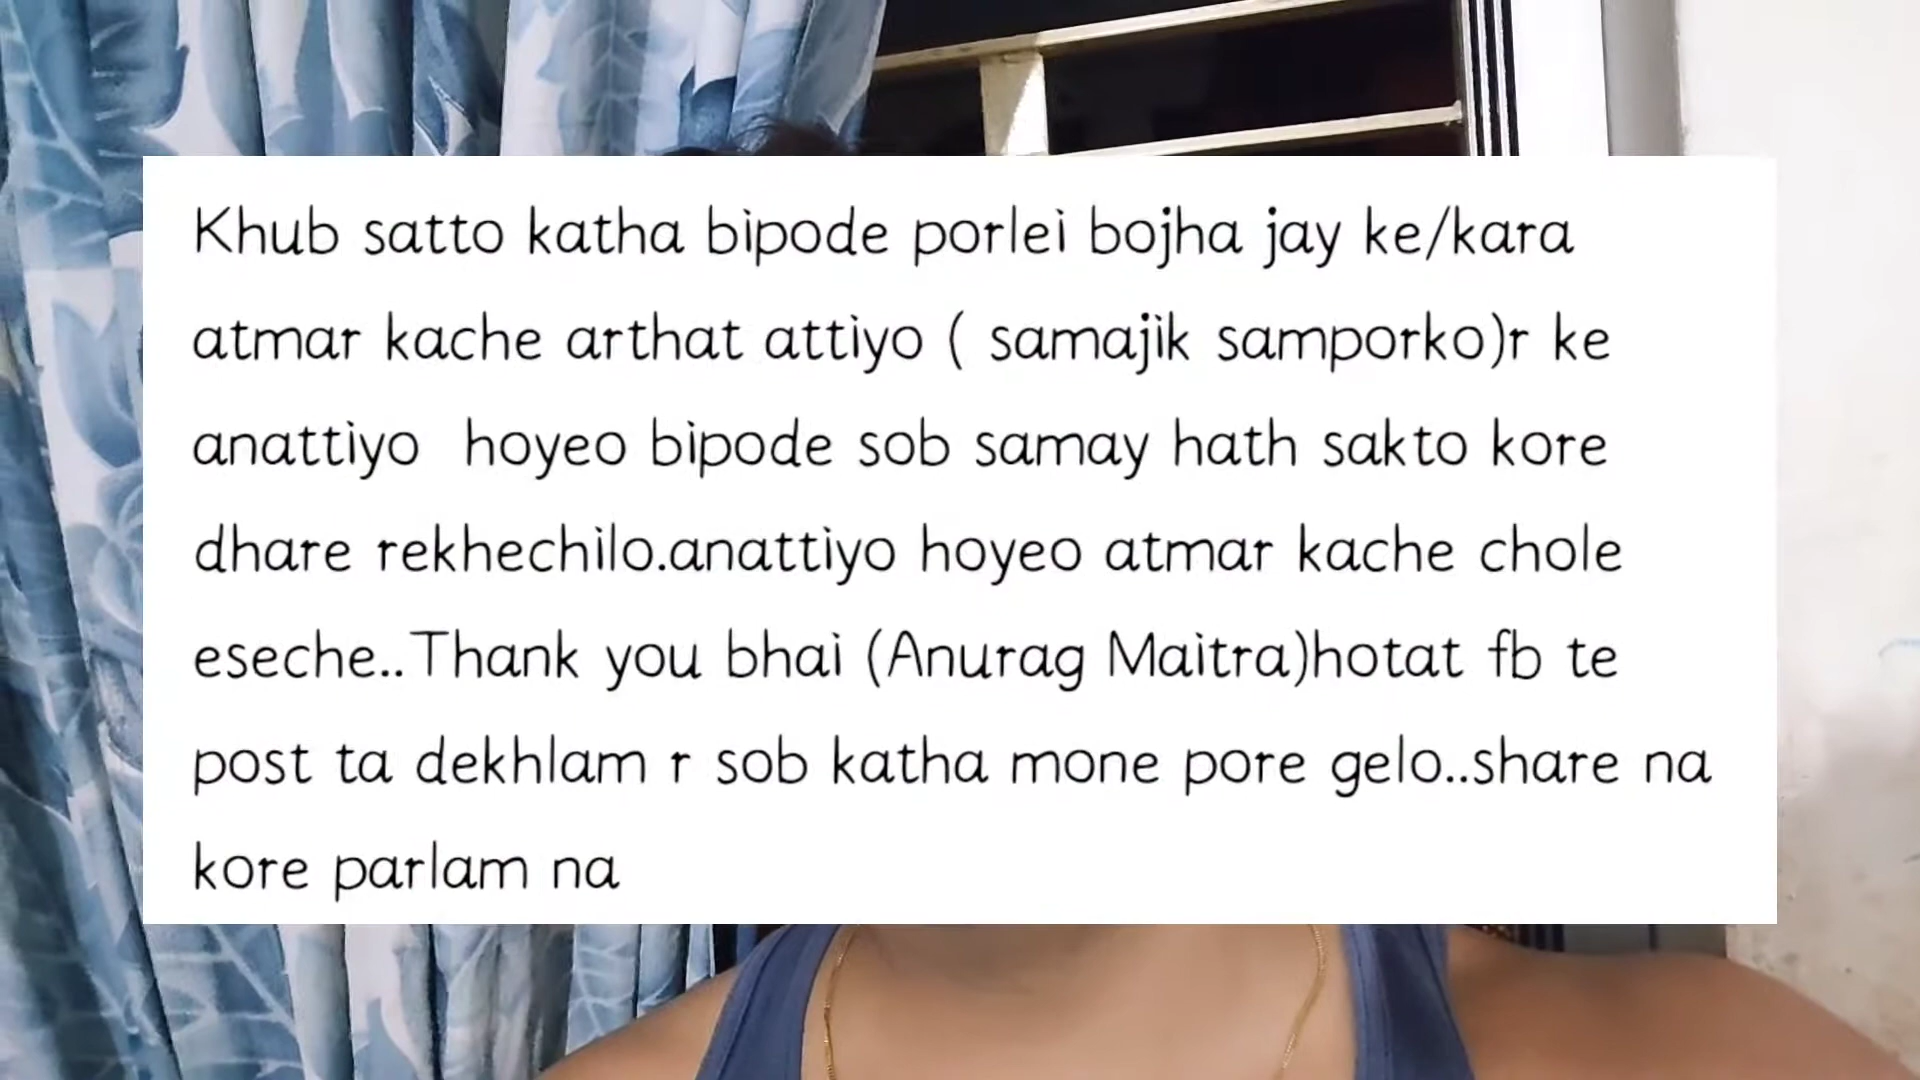 Khub satto katha bipode porlei bojha jay ke/kara
atmar kache arthat attiyo ( samajik samporko)r ke
anattiyo  hoyeo bipode sob samay hath sakto kore
dhare rekhechilo.anattiyo hoyeo atmar kache chole
eseche..Thank you bhai (Anurag Maitra)hotat fb te
post ta dekhlam r sob katha mone pore gelo..share na
kore parlam na